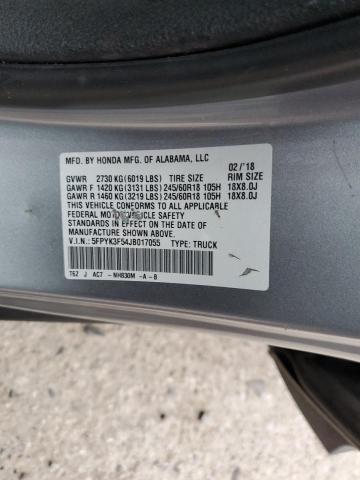 MFD. BY HONDA MFG. OF ALABAMA, LLC
02/'18
GVWR 2730 KG (6019 LBS) TIRE SIZE RIM SIZE
GAWR F 1420 KG (3131 LBS) 245/60R18 105H 18X8.0J
GAWR R 1460 KG (3219 LBS) 245/60R18 105H 18X8.0J
THIS VEHICLE CONFORMS TO ALL APPLICABLE
FEDERAL MOTOR VEHICLE SAFETY
STANDARDS IN EFFECT ON THE DATE OF
MANUFACTURE SHOWN ABOVE.
V.I.N.: 5FPYK3F54JB017055 TYPE: TRUCK
T6Z J AC7 -NH830M -A-B